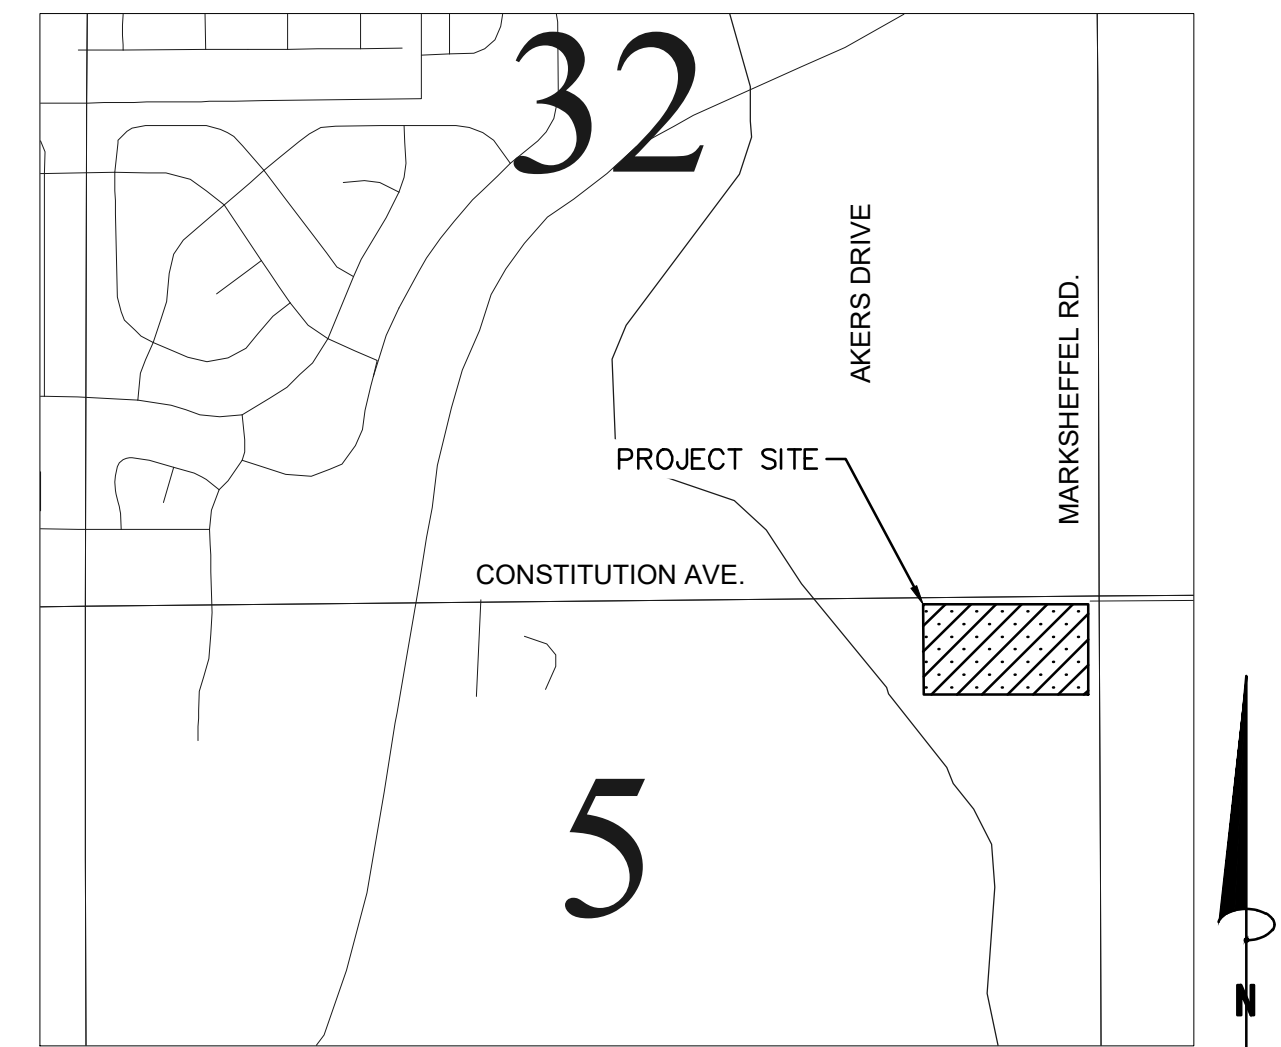 32
AKERS DRIVE
MARKSHEFFEL RD.
PROJECT SITE
CONSTITUTION AVE.
5
N